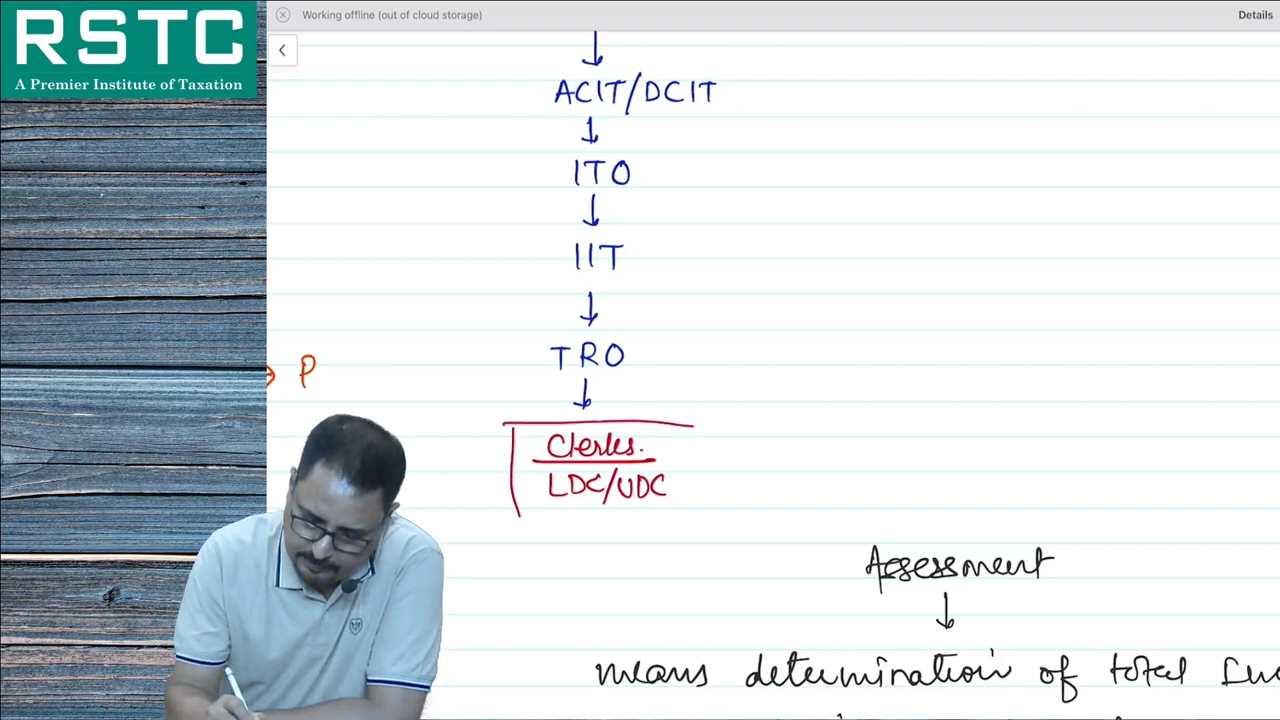 RSTC
A Premier Institute of Taxation
Working offline (out of cloud storage)
Details
ACIT/DCIT
ITO
IIT
TRO
P
Clerks.
LDC/UDC
Assessment
means determination of total